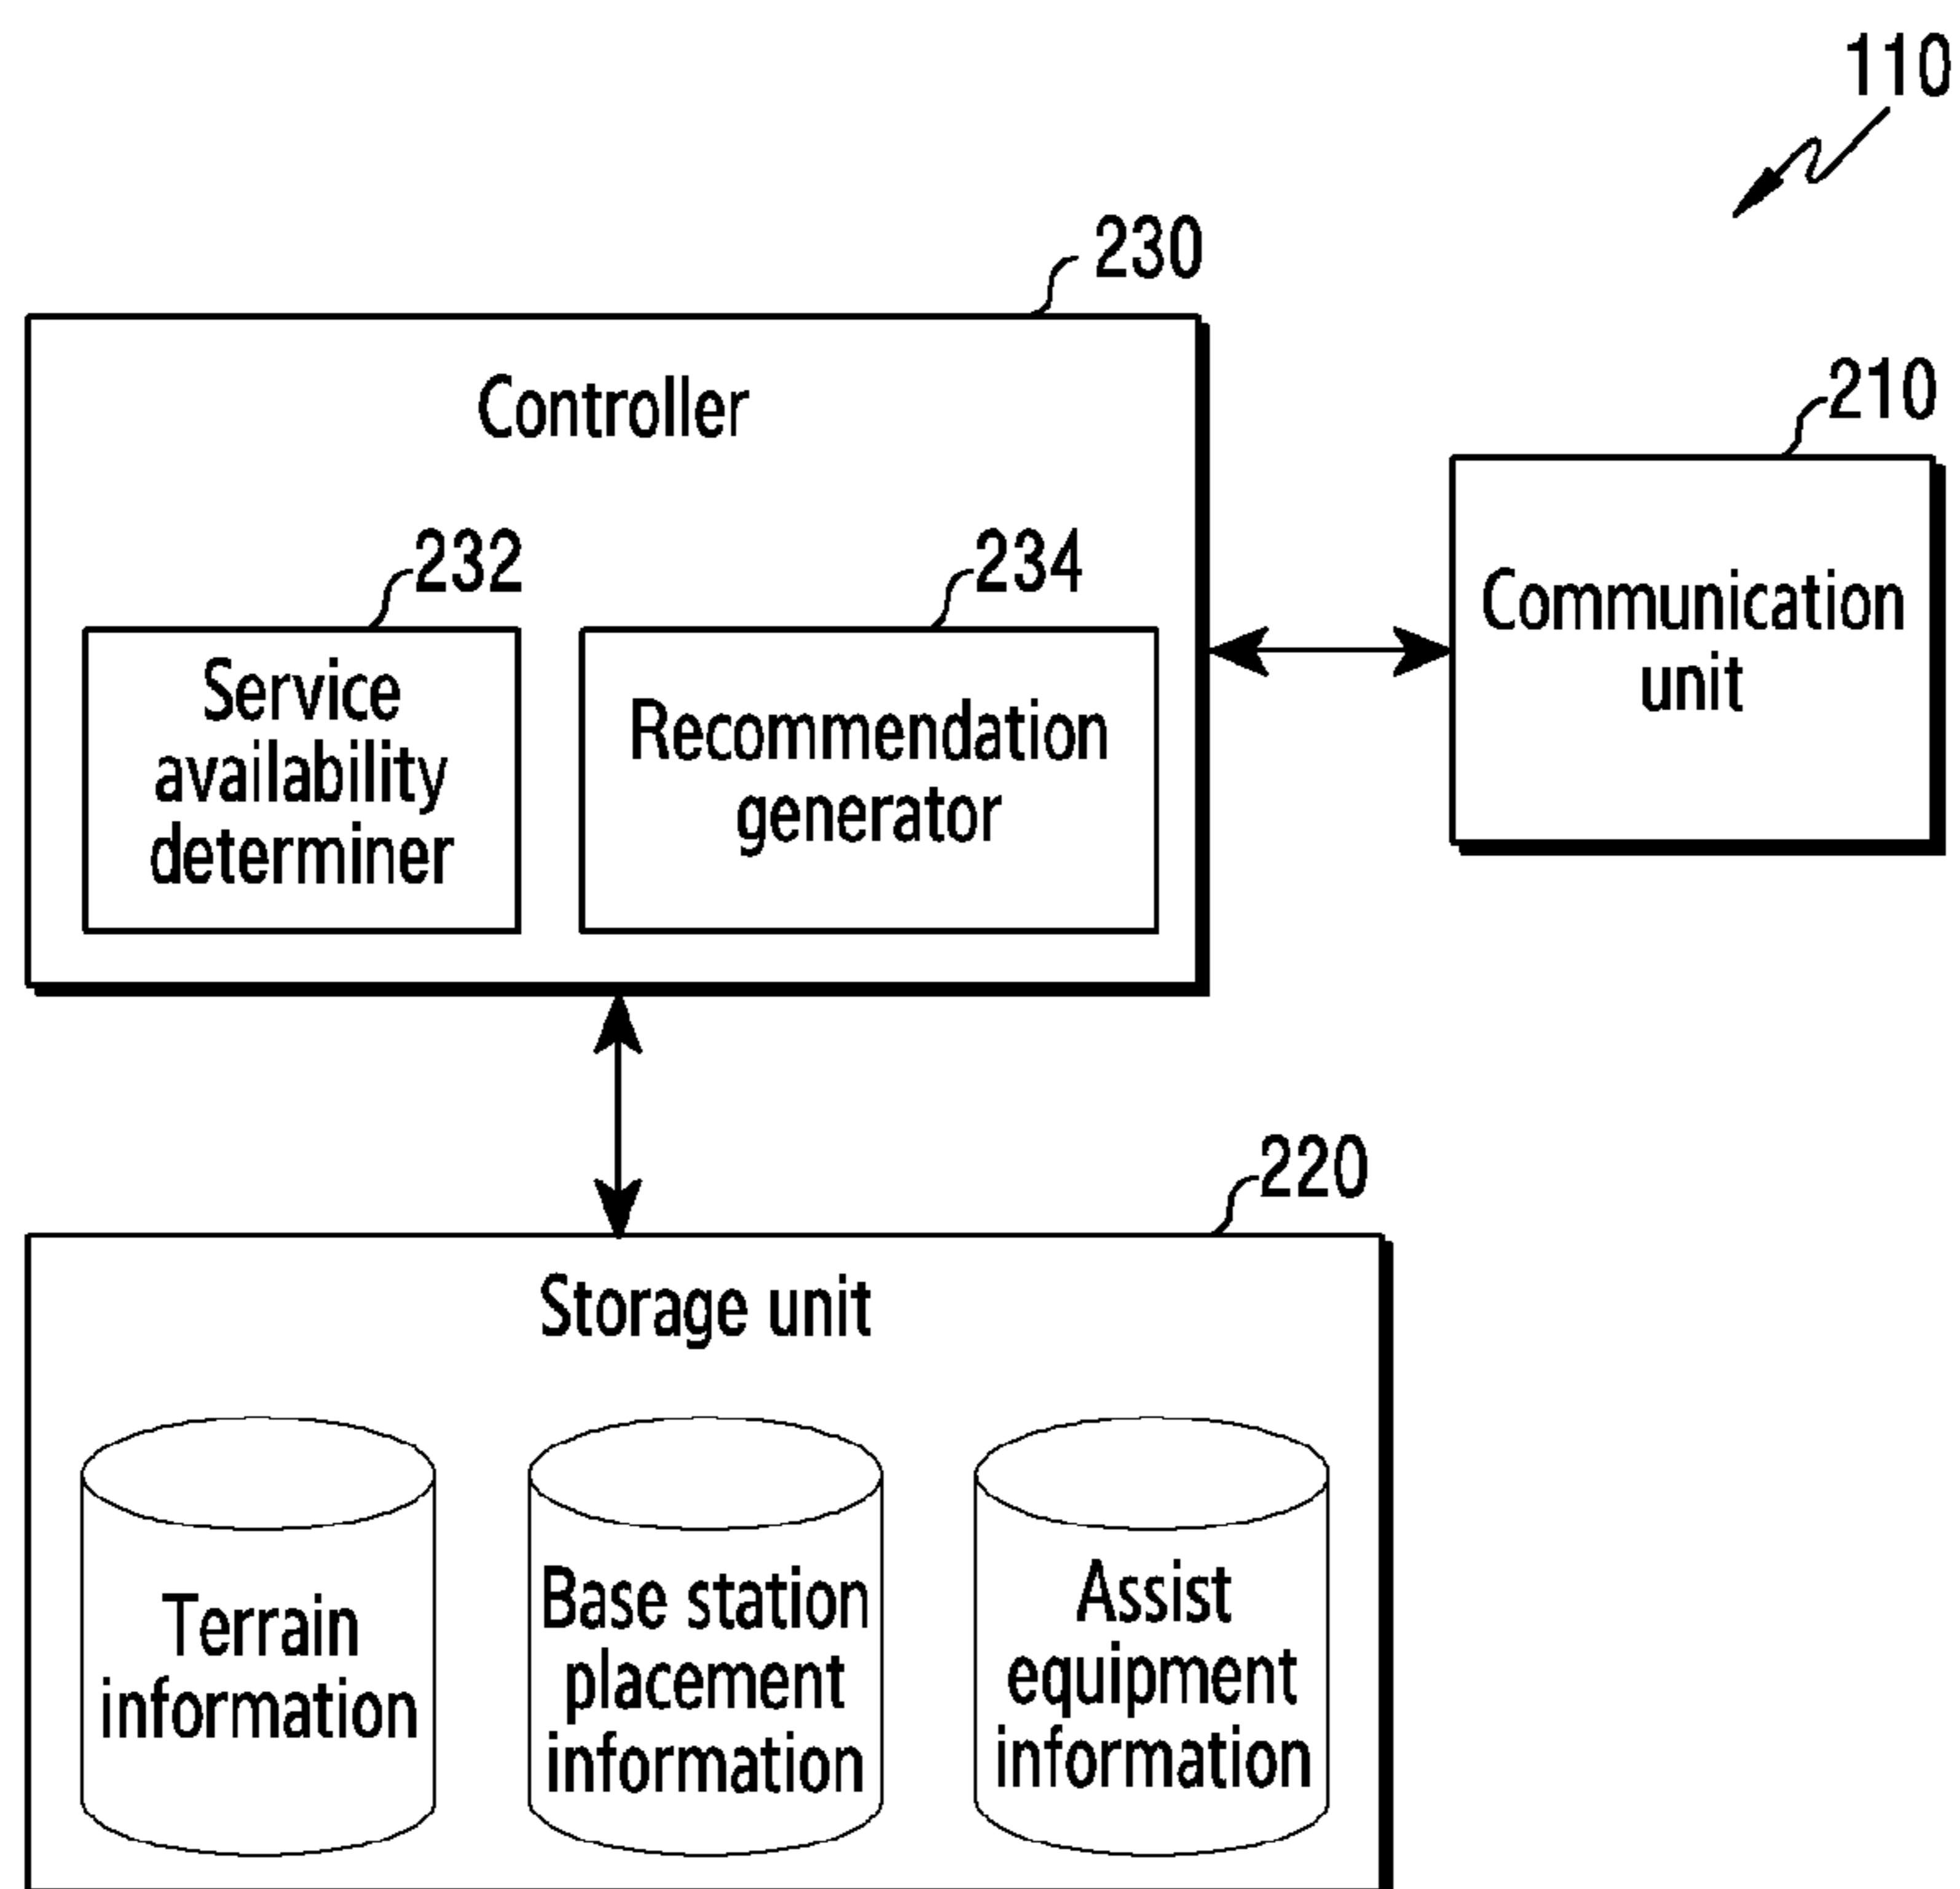 110
230
Controller
210
Communication
unit
232
234
Service
availability
determiner
Recommendation
generator
220
Storage unit
Terrain
information
Base station
placement
information
Assist
equipment
information